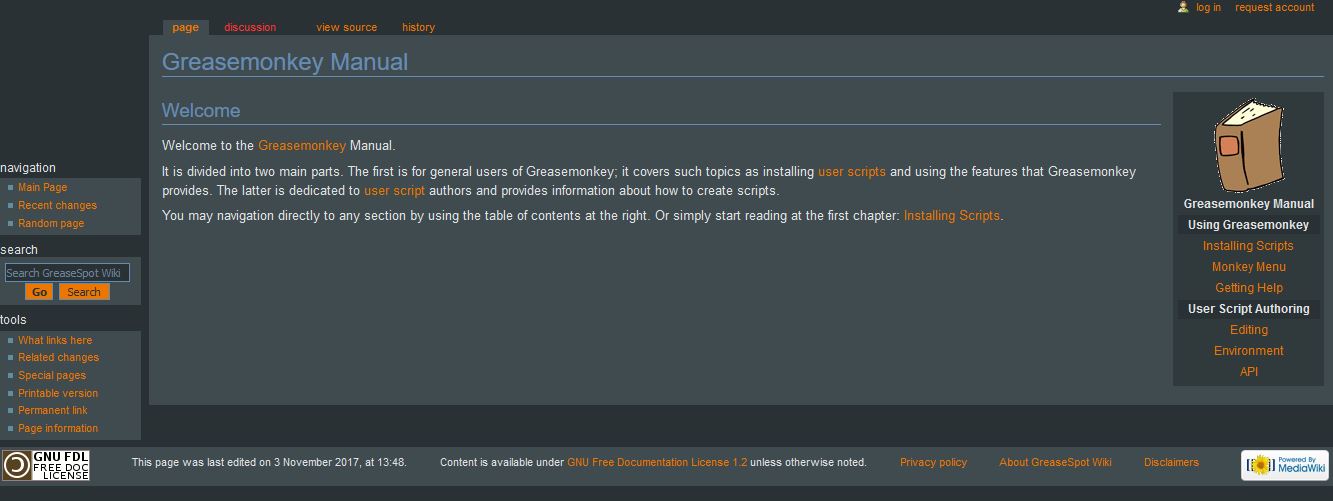 log in request account
page discussion view source history
Greasemonkey Manual
Welcome
Welcome to the Greasemonkey Manual.
It is divided into two main parts. The first is for general users of Greasemonkey; it covers such topics as installing user scripts and using the features that Greasemonkey
provides. The latter is dedicated to user script authors and provides information about how to create scripts.
You may navigation directly to any section by using the table of contents at the right. Or simply start reading at the first chapter: Installing Scripts.
Greasemonkey Manual
Using Greasemonkey
Installing Scripts
Monkey Menu
Getting Help
User Script Authoring
Editing
Environment
API
navigation
Main Page
Recent changes
Random page
search
Search GreaseSpot Wiki
Go Search
tools
What links here
Related changes
Special pages
Printable version
Permanent link
Page information
GNU FDL
FREE DOC
LICENSE
This page was last edited on 3 November 2017, at 13:48. Content is available under GNU Free Documentation License 1.2 unless otherwise noted. Privacy policy About GreaseSpot Wiki Disclaimers
Powered By
MediaWiki